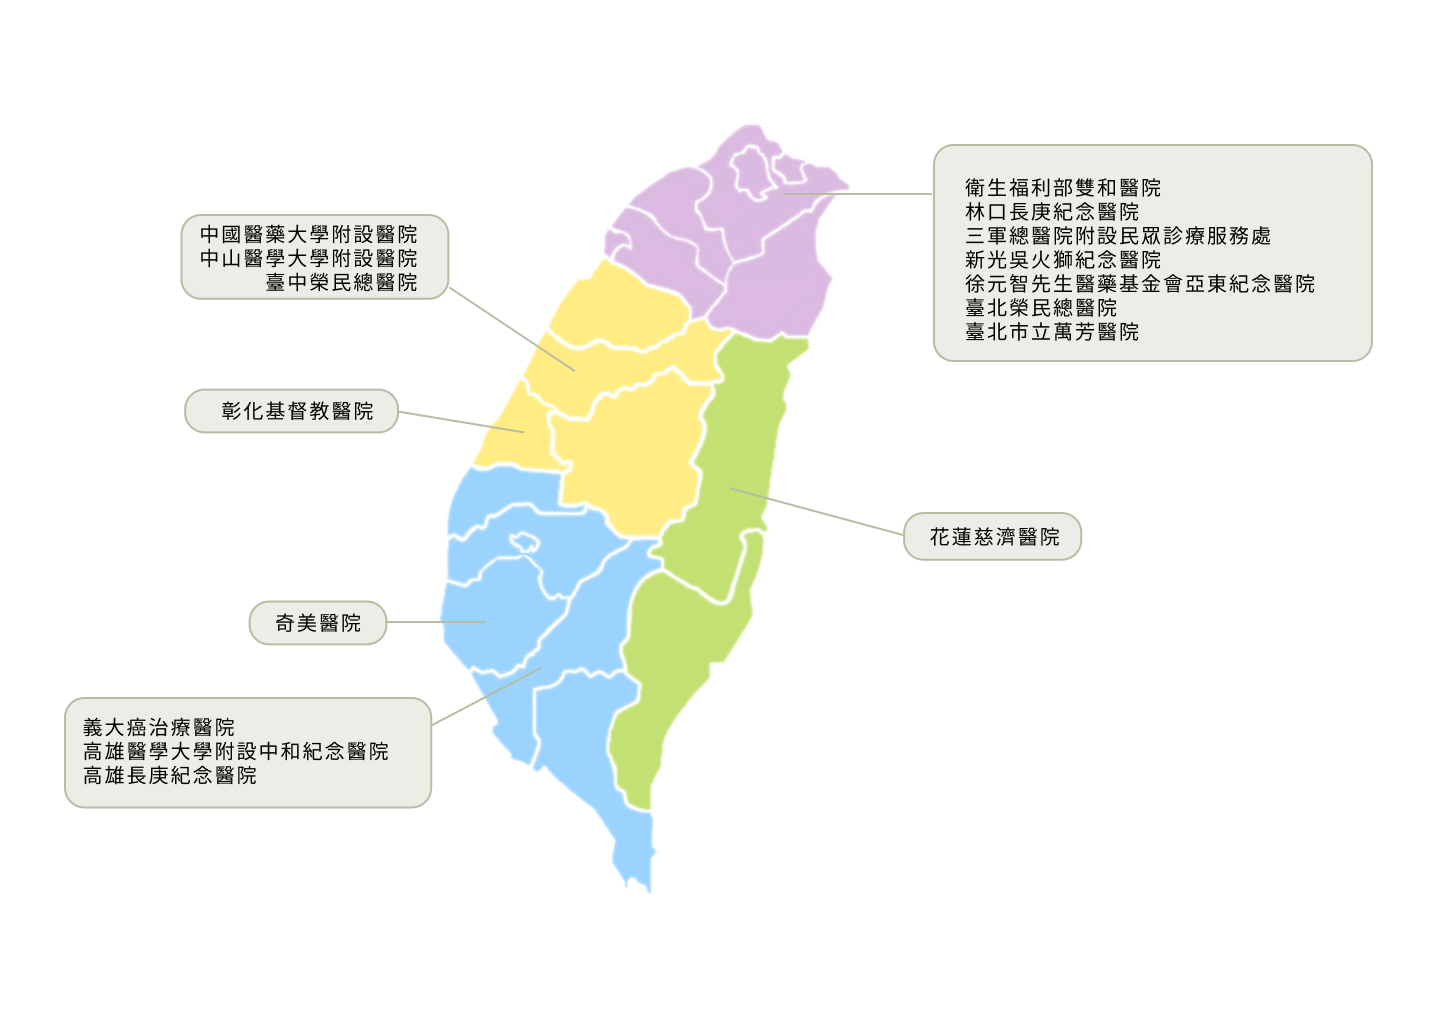 衛生福利部雙和醫院
林口長庚紀念醫院
三軍總醫院附設民眾診療服務處
新光吳火獅紀念醫院
徐元智先生醫藥基金會亞東紀念醫院
臺北榮民總醫院
臺北市立萬芳醫院
中國醫藥大學附設醫院
中山醫學大學附設醫院
臺中榮民總醫院
彰化基督教醫院
花蓮慈濟醫院
奇美醫院
義大癌治療醫院
高雄醫學大學附設中和紀念醫院
高雄長庚紀念醫院